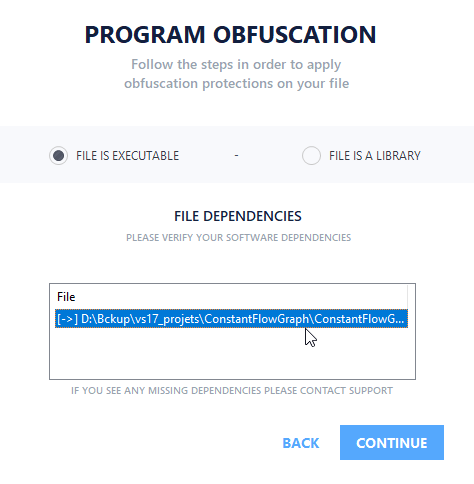 PROGRAM OBFUSCATION
Follow the steps in order to apply
obfuscation protections on your file
FILE IS EXECUTABLE - FILE IS A LIBRARY
FILE DEPENDENCIES
PLEASE VERIFY YOUR SOFTWARE DEPENDENCIES
File
[->] D:\Bckup\vs17_projets\ConstantFlowGraph\ConstantFlowG...
IF YOU SEE ANY MISSING DEPENDENCIES PLEASE CONTACT SUPPORT
BACK CONTINUE